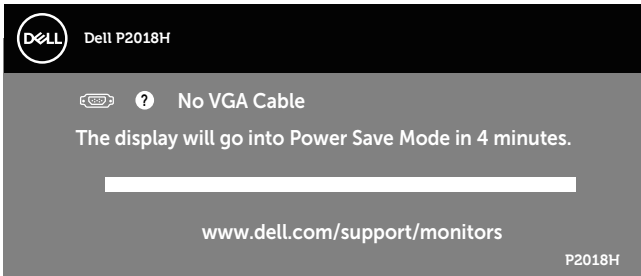 DELL
Dell P2018H
? No VGA Cable
The display will go into Power Save Mode in 4 minutes.
www.dell.com/support/monitors
P2018H